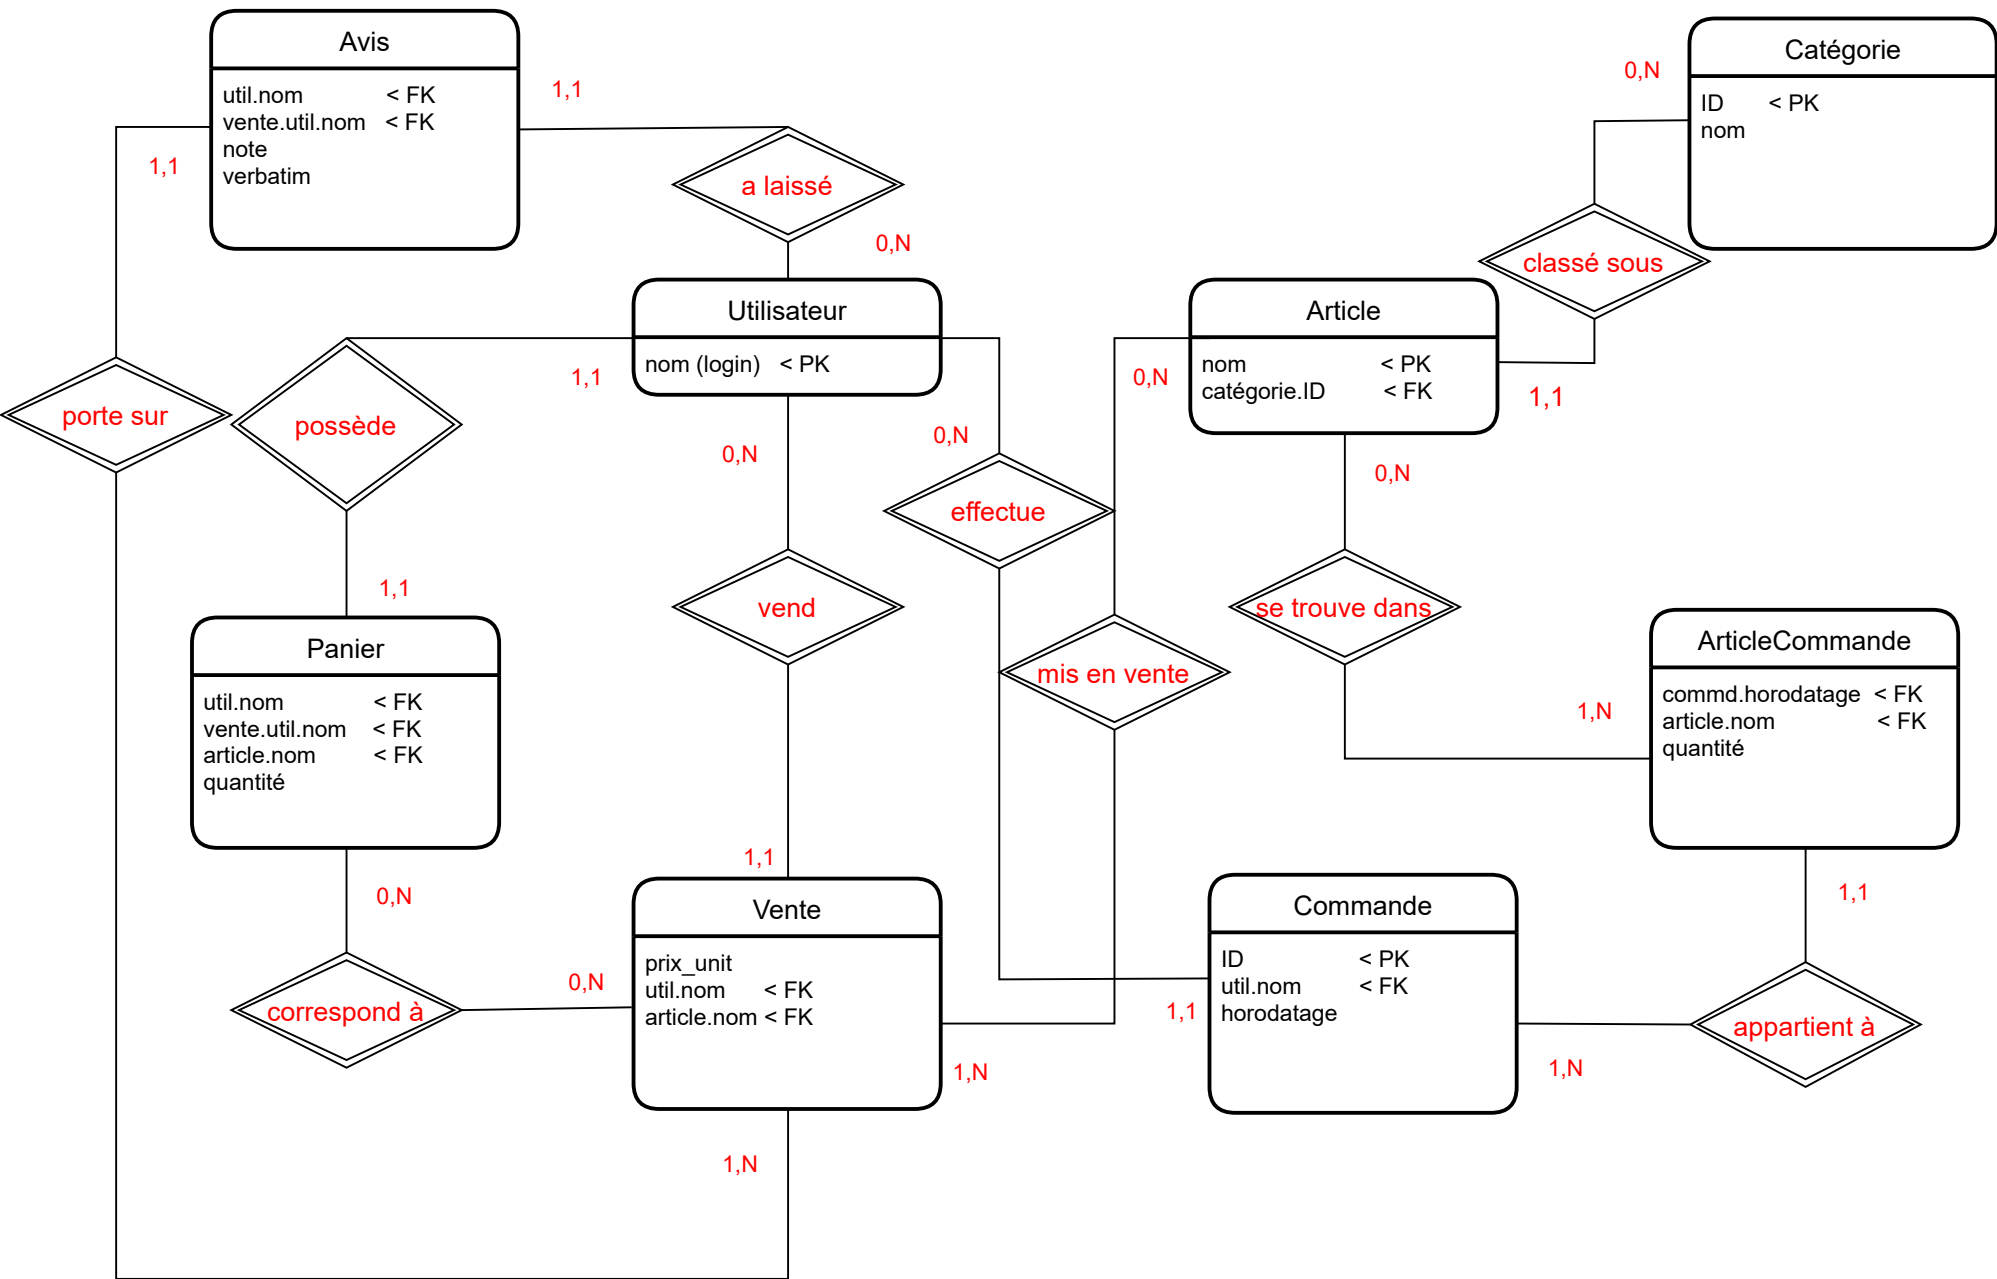 Avis
util.nom < FK
vente.util.nom < FK
note
verbatim
1,1
1,1
a laissé
0,N
Catégorie
ID < PK
nom
0,N
classé sous
Utilisateur
nom (login) < PK
Article
nom < PK
catégorie.ID < FK
1,1
0,N
1,1
porte sur
possède
0,N
0,N
0,N
effectue
1,1
vend
se trouve dans
mis en vente
Panier
util.nom < FK
vente.util.nom < FK
article.nom < FK
quantité
ArticleCommande
commd.horodatage < FK
article.nom < FK
quantité
1,N
1,1
0,N
1,1
Vente
prix_unit
util.nom < FK
article.nom < FK
Commande
ID < PK
util.nom < FK
horodatage
0,N
correspond à
1,1
appartient à
1,N
1,N
1,N